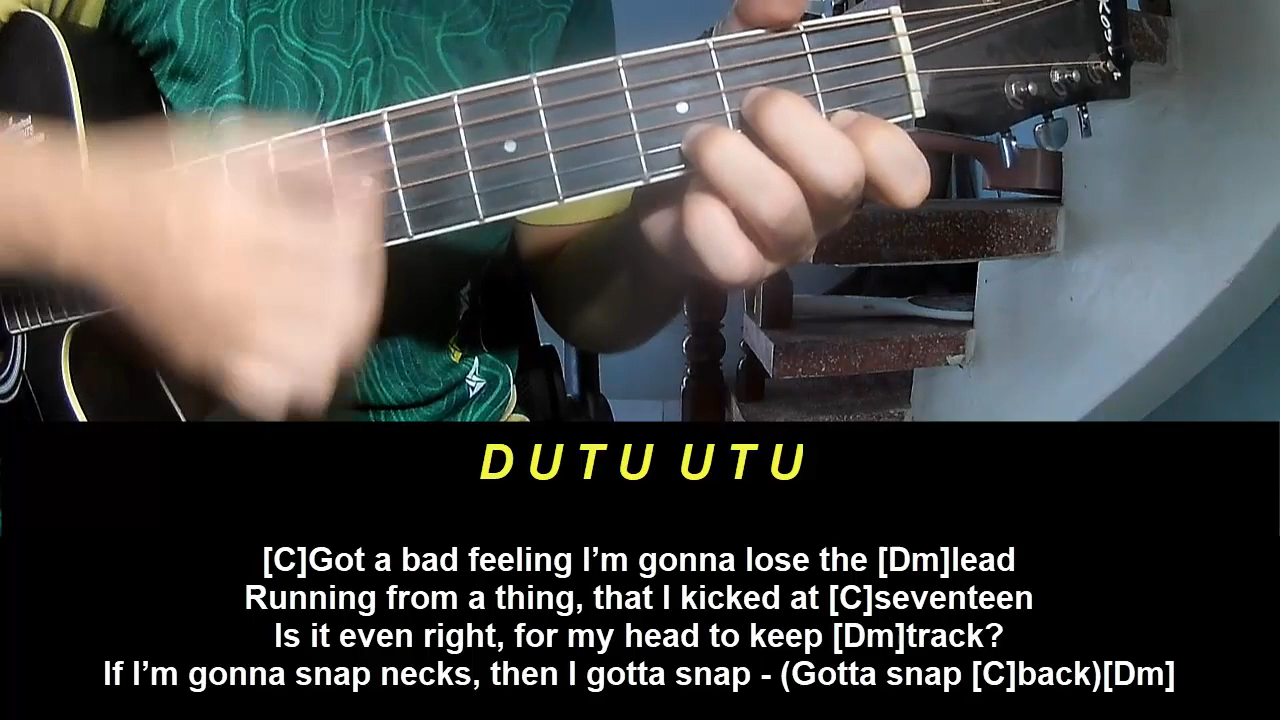 D U T U U T U
[C]Got a bad feeling I’m gonna lose the [Dm]lead
Running from a thing, that I kicked at [C]seventeen
Is it even right, for my head to keep [Dm]track?
If I’m gonna snap necks, then I gotta snap - (Gotta snap [C]back)[Dm]